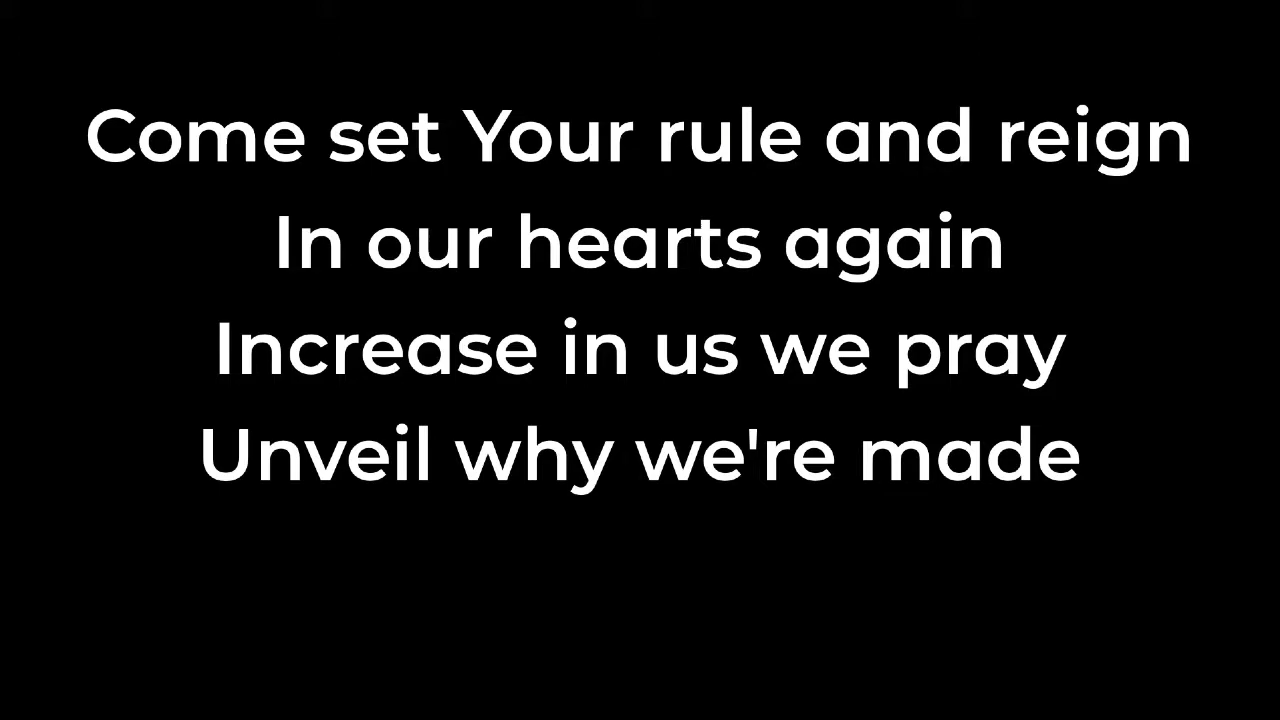 Come set Your rule and reign
In our hearts again
Increase in us we pray
Unveil why we're made